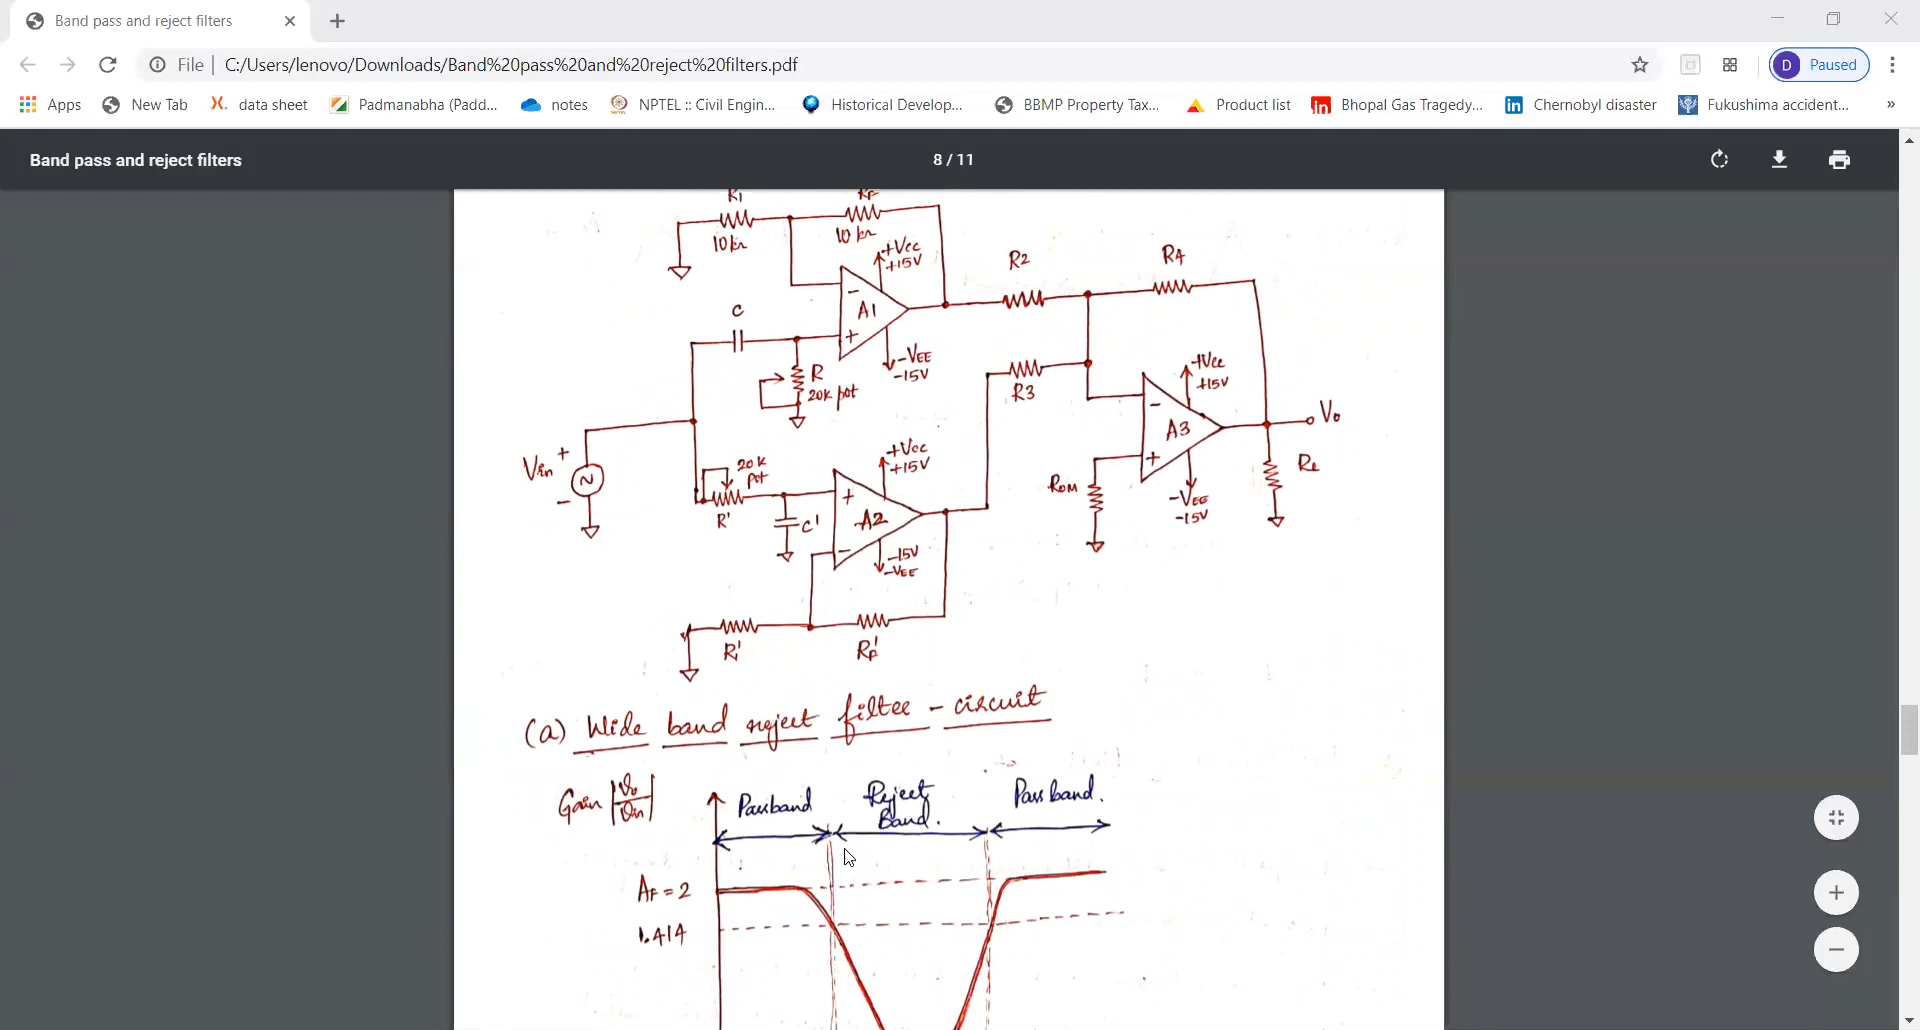 Band pass and reject filters
File | C:/Users/lenovo/Downloads/Band%20pass%20and%20reject%20filters.pdf
D Paused
Apps New Tab data sheet Padmanabha (Padd... notes NPTEL :: Civil Engin... Historical Develop... BBMP Property Tax... Product list Bhopal Gas Tragedy... Chernobyl disaster Fukushima accident... »
Band pass and reject filters 8 / 11
R1 RF
10kΩ 10kΩ
+Vcc
+15V
R2 R4
- A1 +
C
-VEE
-15V
R
20K pot
R3
+Vcc
+15V
- A3 +
Vo
Vin + -
20K
pot
+Vcc
+15V
ROM
RL
R'
C'
+ A2 -
-VEE
-15V
-15V
-VEE
R1' RF'
(a) Wide band reject filter - circuit
Gain |vo/vin|
Passband Reject Band. Pass band.
AF = 2
1.414